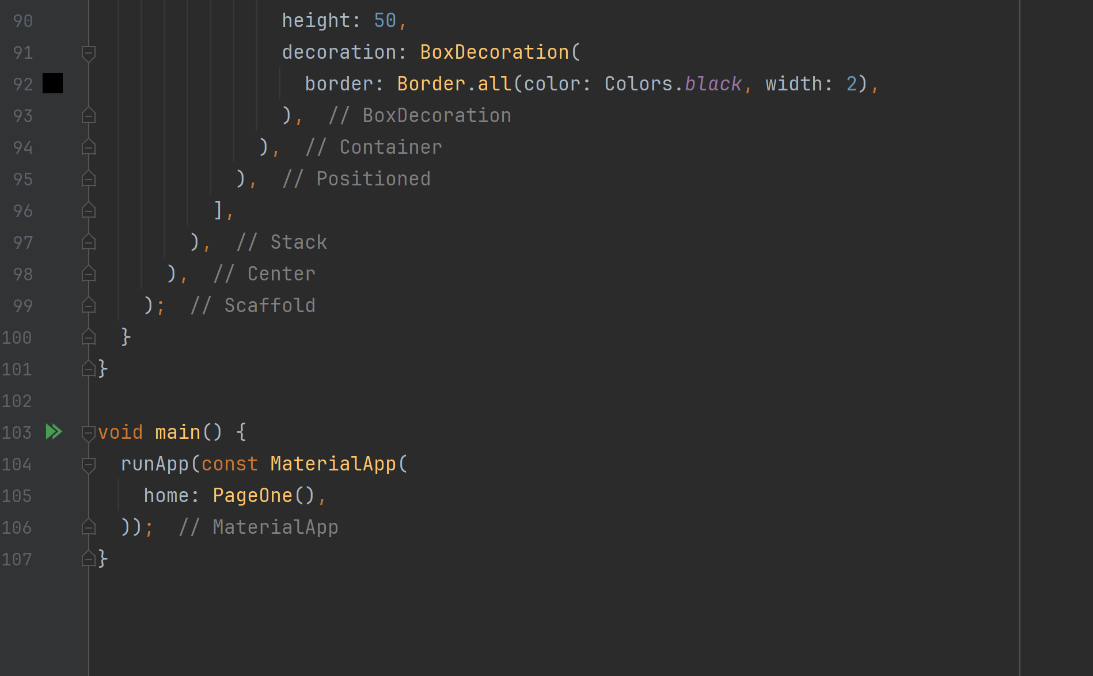 90 height: 50,
91 decoration: BoxDecoration(
92 border: Border.all(color: Colors.black, width: 2),
93 ), // BoxDecoration
94 ), // Container
95 ), // Positioned
96 ],
97 ), // Stack
98 ), // Center
99 ); // Scaffold
100 }
101 }
102
103 void main() {
104 runApp(const MaterialApp(
105 home: PageOne(),
106 )); // MaterialApp
107 }